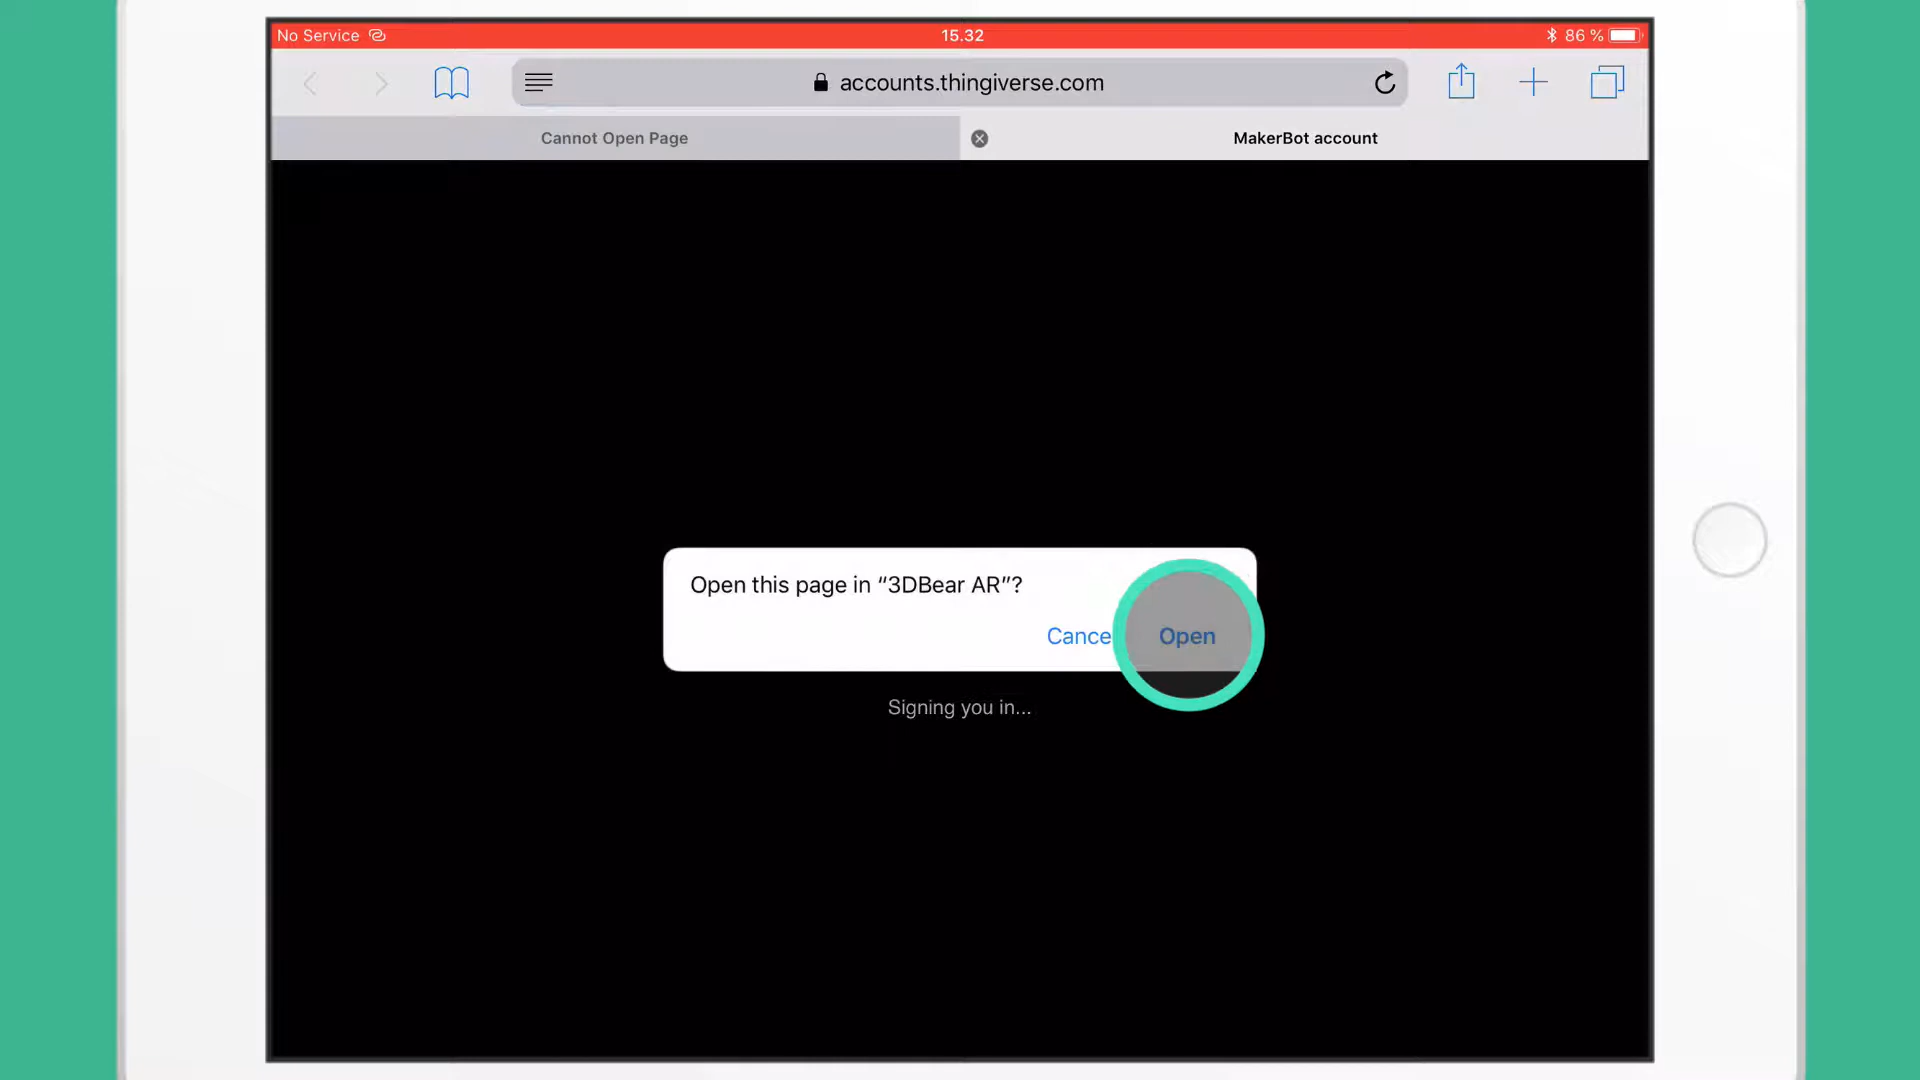 No Service
15.32
86 %
accounts.thingiverse.com
Cannot Open Page
MakerBot account
Open this page in “3DBear AR”?
Cance
Open
Signing you in...